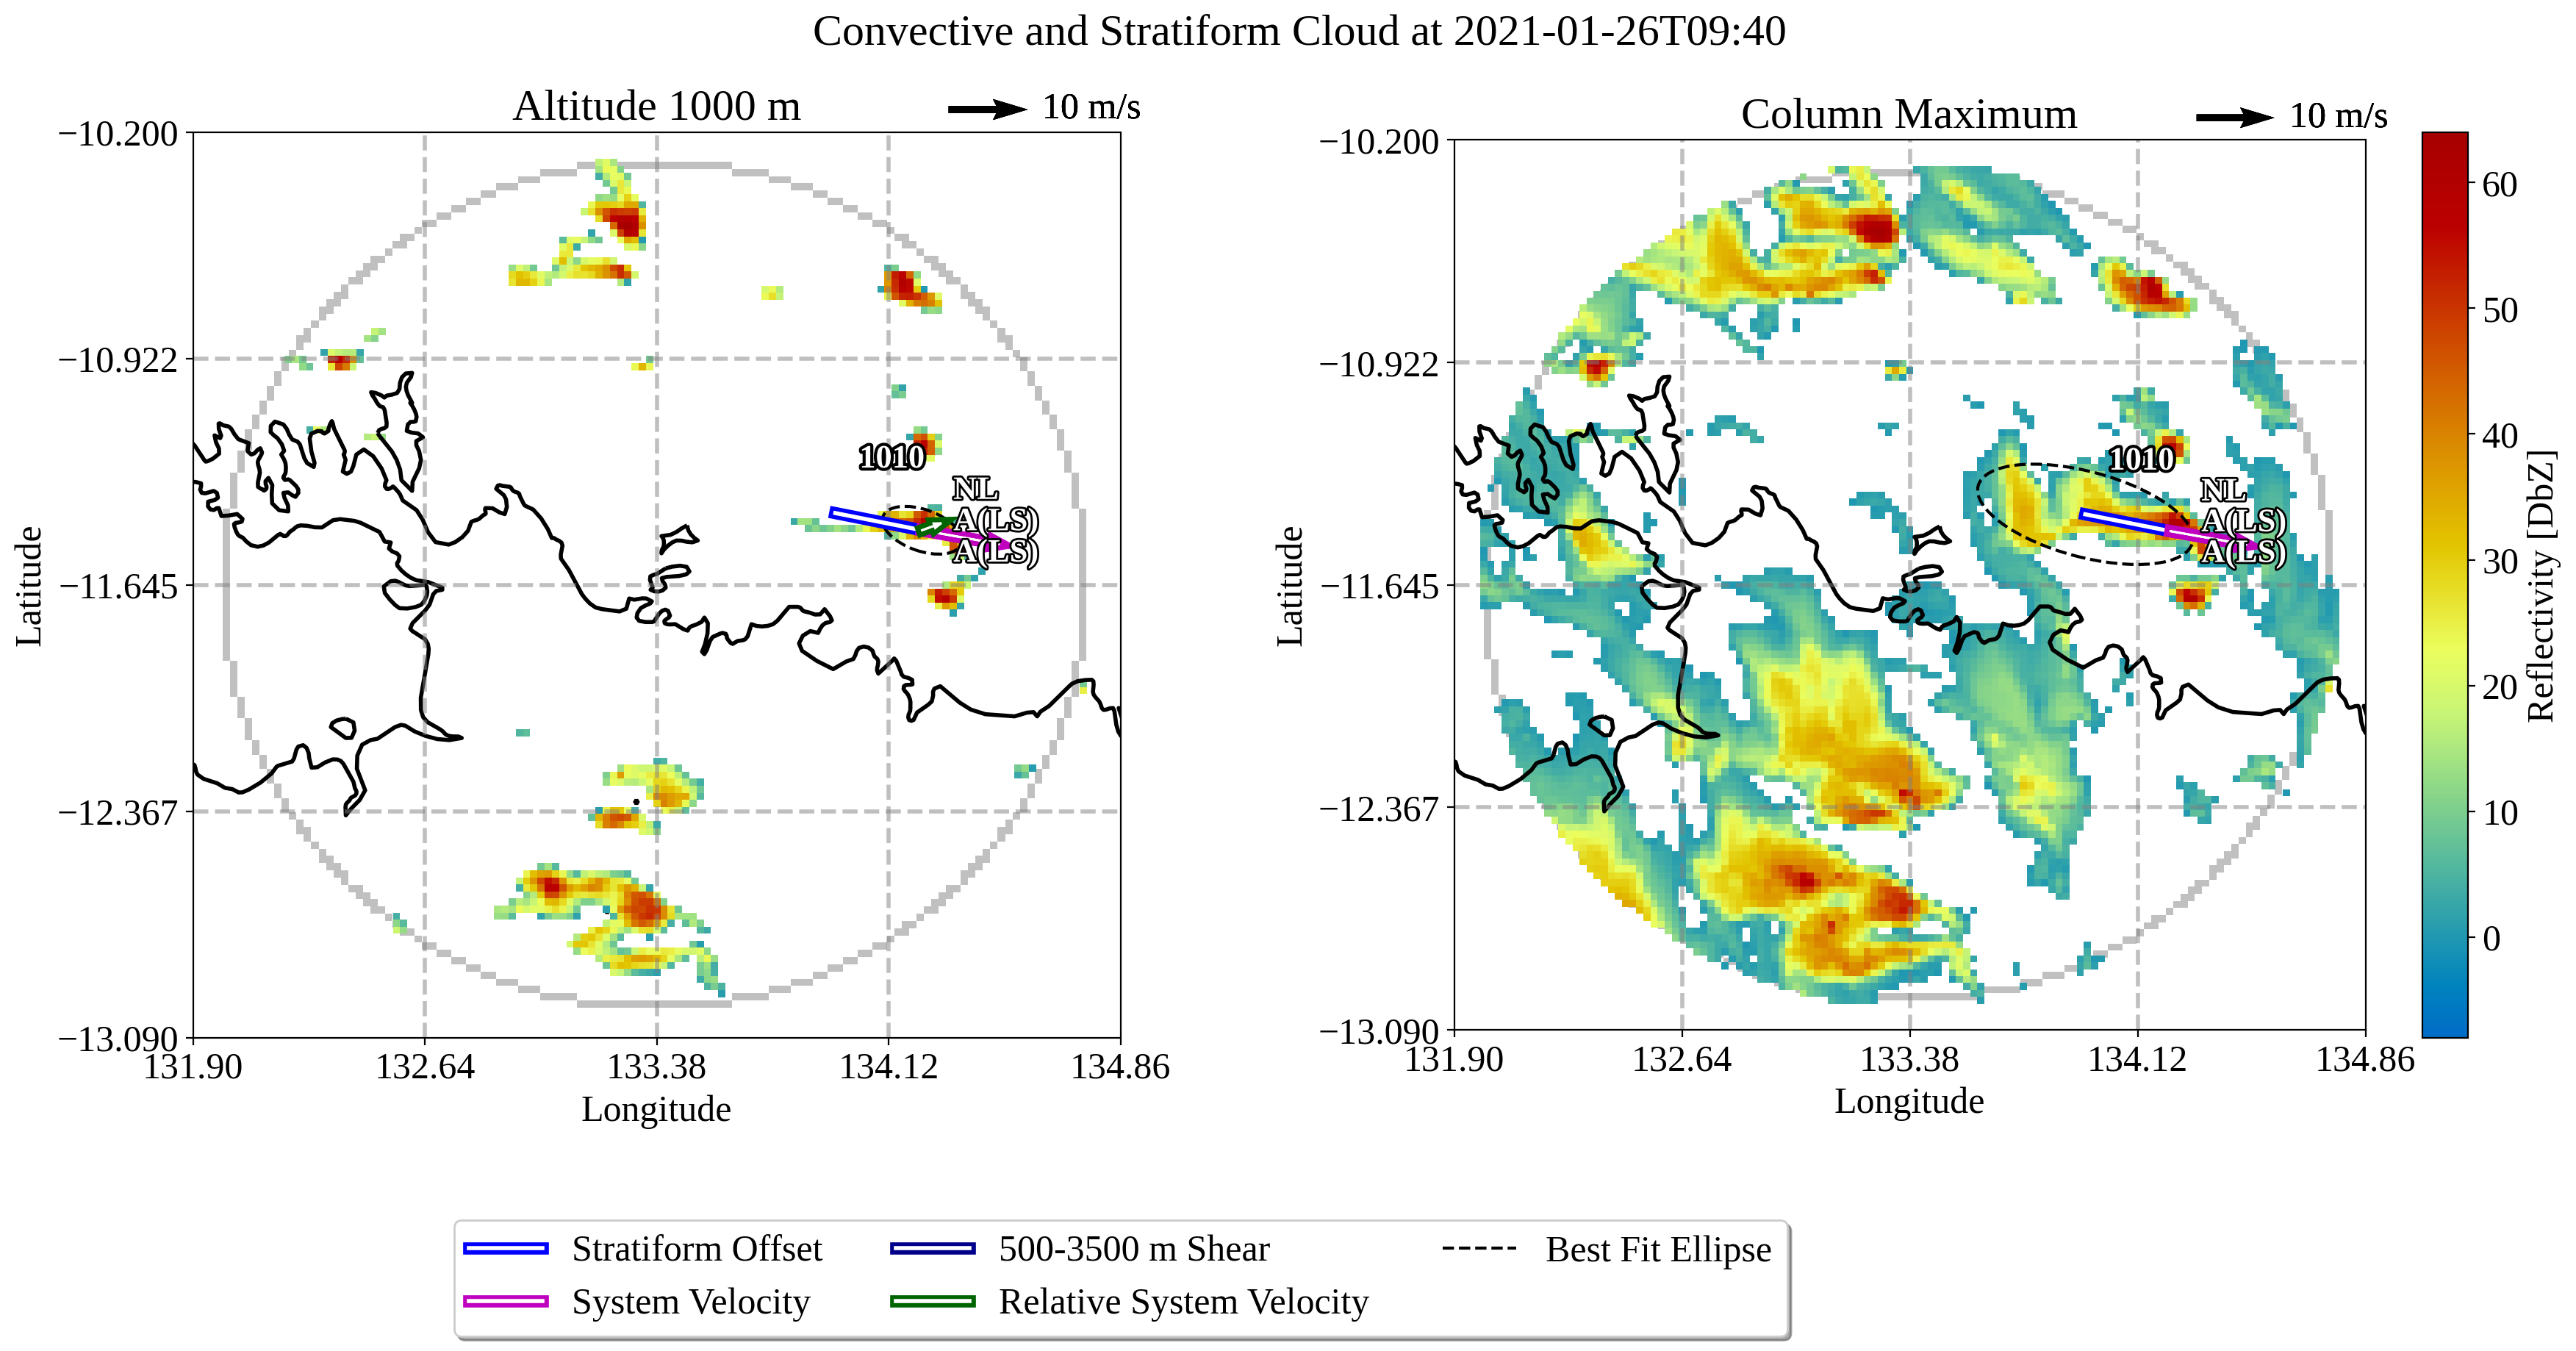 Convective and Stratiform Cloud at 2021-01-26T09:40
Altitude 1000 m
10 m/s
−10.200
−10.922
−11.645
−12.367
−13.090
Latitude
131.90
132.64
133.38
134.12
134.86
Longitude
1010
NL
A(LS)
A(LS)
Column Maximum
10 m/s
−10.200
−10.922
−11.645
−12.367
−13.090
Latitude
131.90
132.64
133.38
134.12
134.86
Longitude
1010
NL
A(LS)
A(LS)
60
50
40
30
20
10
0
Reflectivity [DbZ]
Stratiform Offset
System Velocity
500-3500 m Shear
Relative System Velocity
Best Fit Ellipse